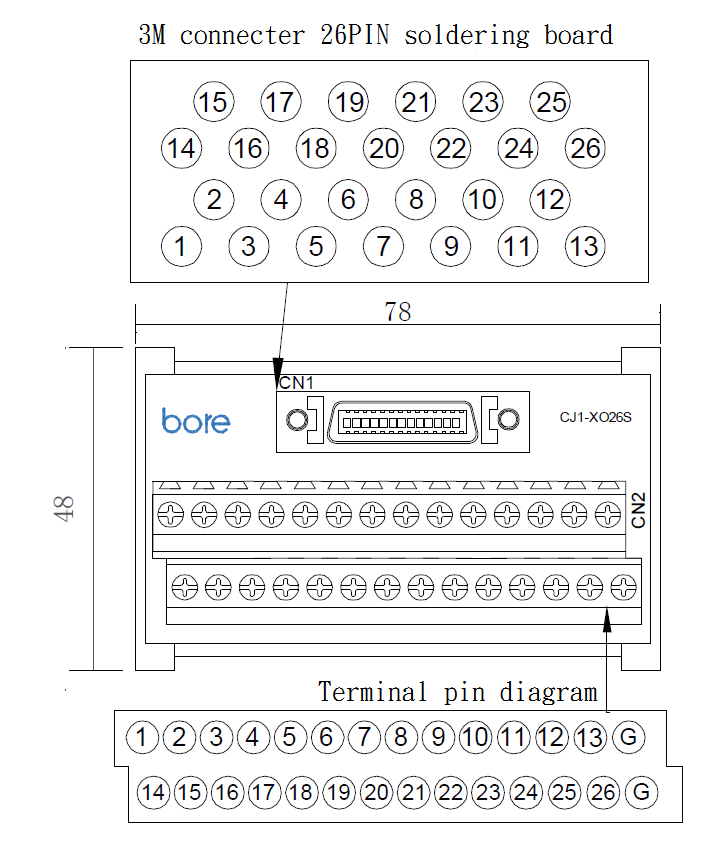 3M connecter 26PIN soldering board
15 17 19 21 23 25
14 16 18 20 22 24 26
2 4 6 8 10 12
1 3 5 7 9 11 13
78
CN1
bore
CJ1-XO26S
48
CN2
Terminal pin diagram
1 2 3 4 5 6 7 8 9 10 11 12 13 G
14 15 16 17 18 19 20 21 22 23 24 25 26 G